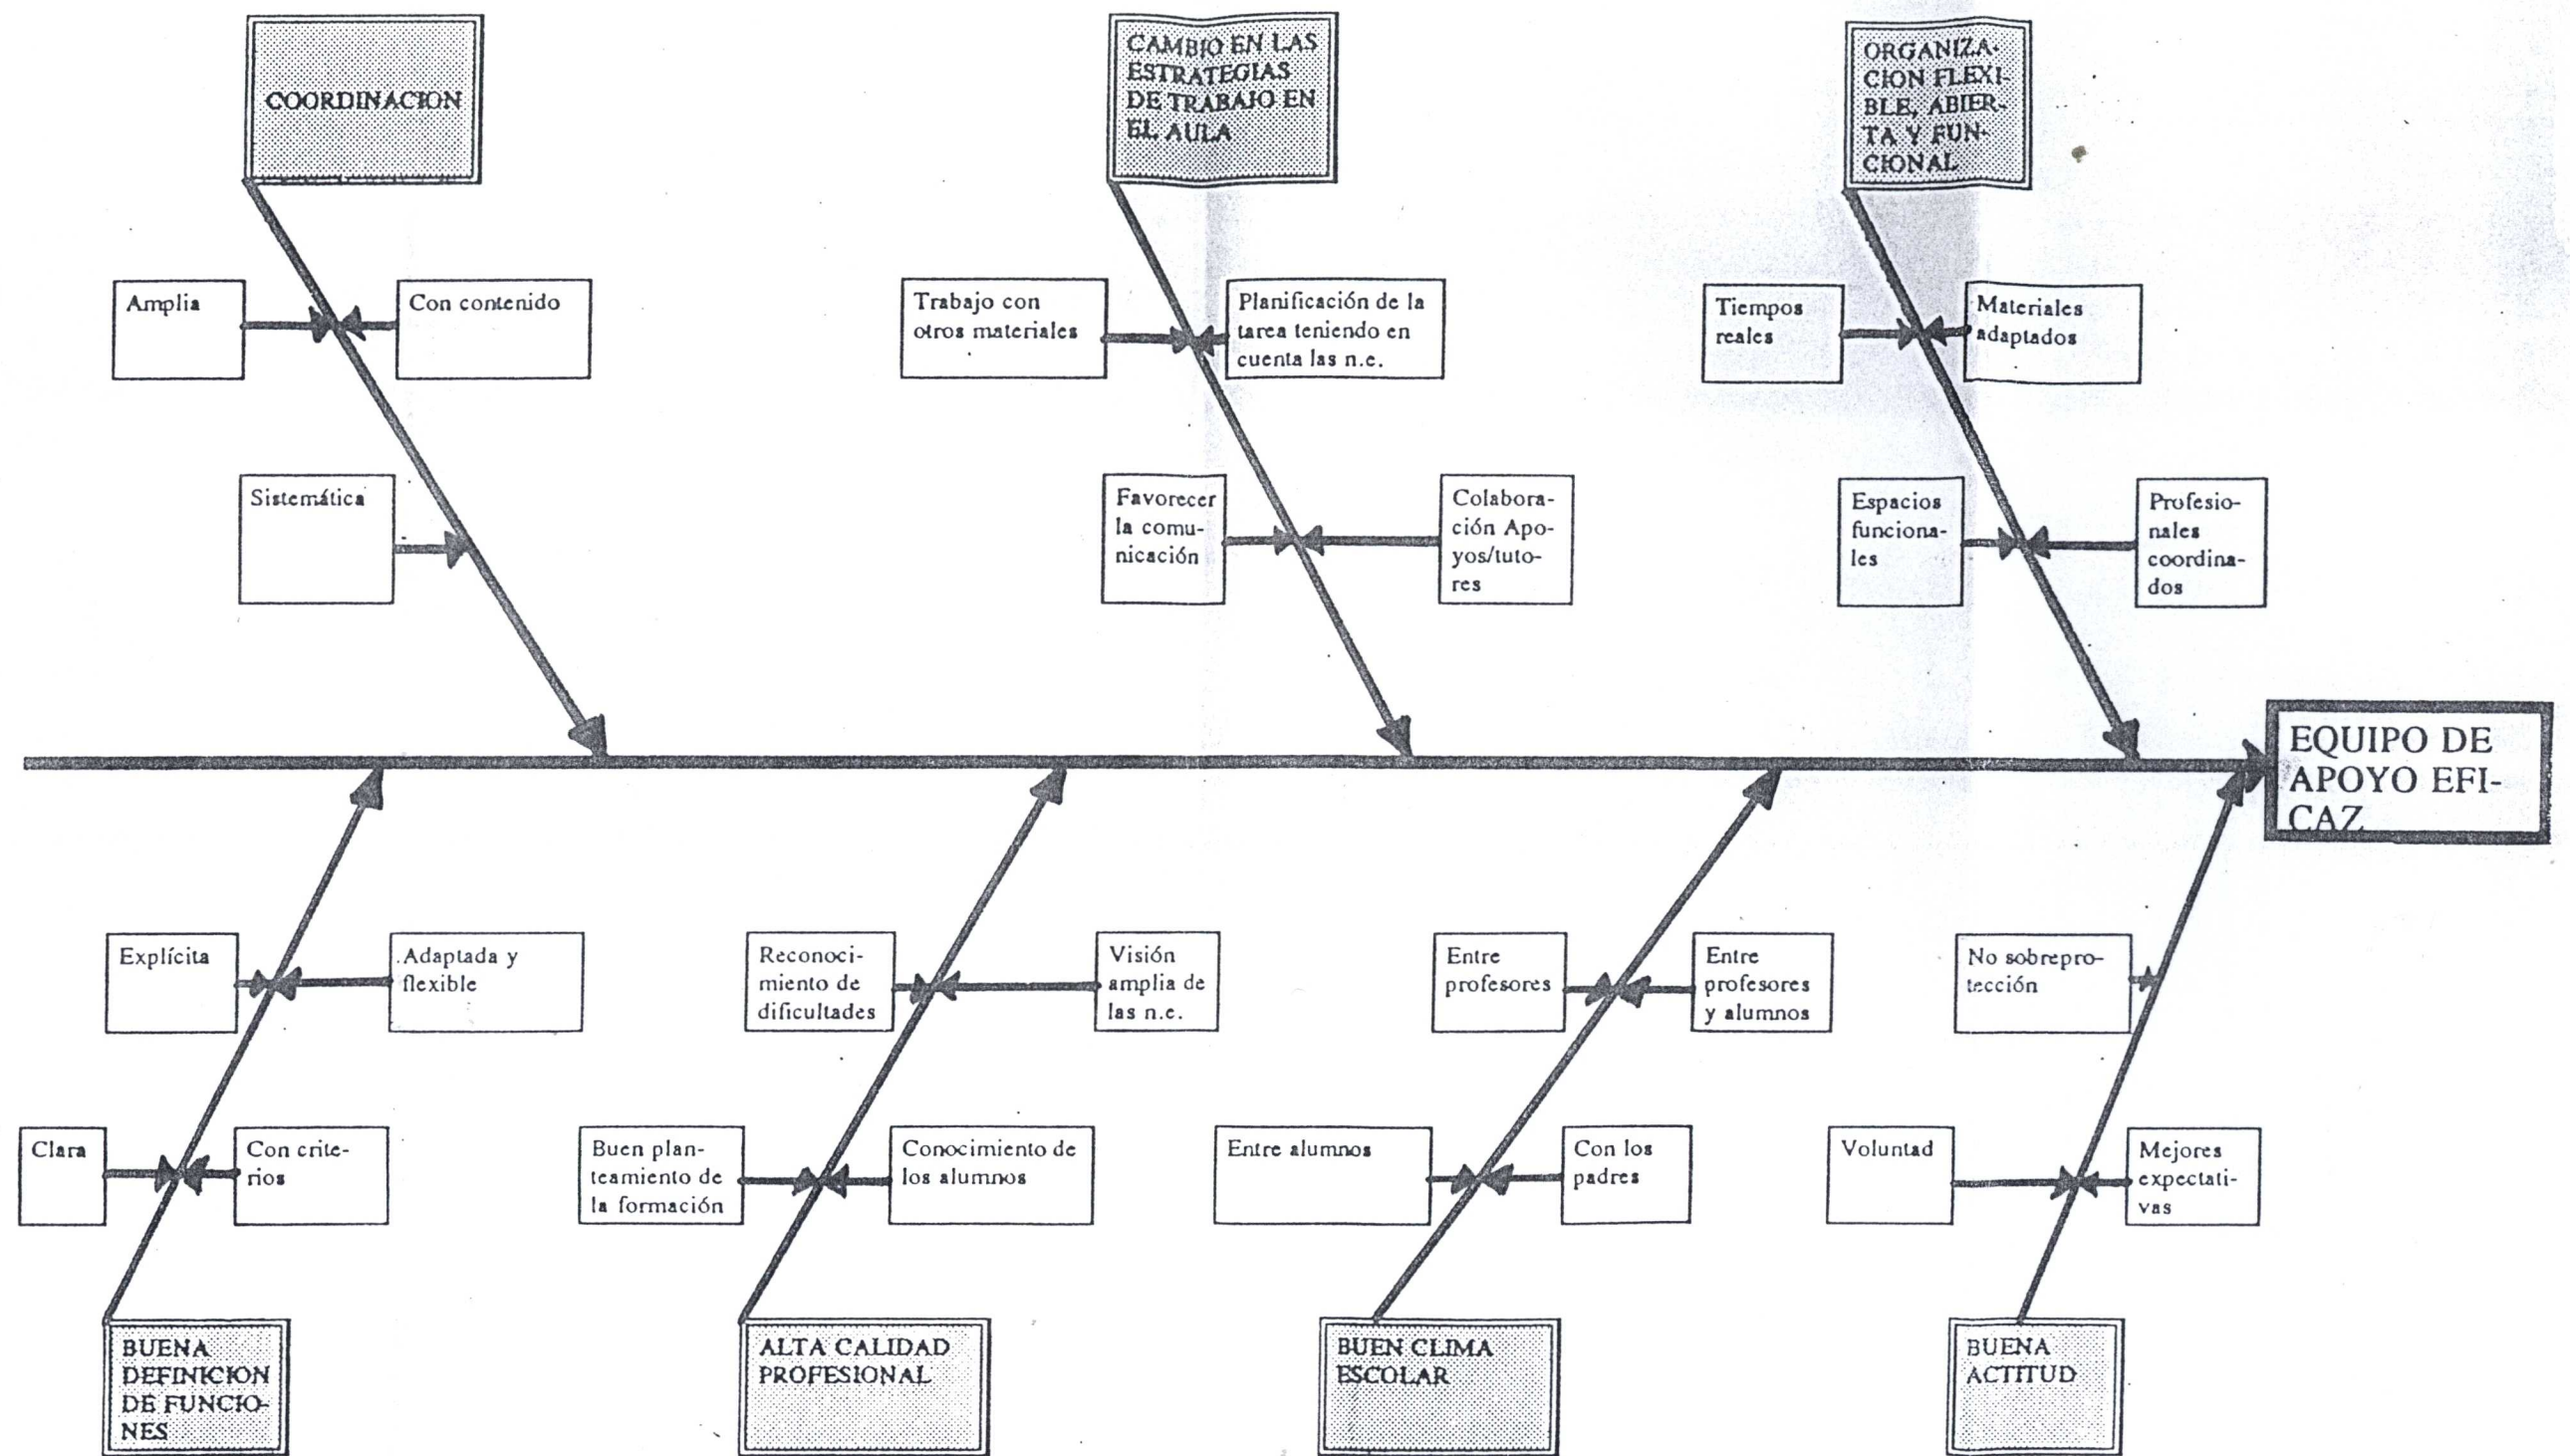 COORDINACION
CAMBIO EN LAS
ESTRATEGIAS
DE TRABAJO EN
EL AULA
ORGANIZA-
CION FLEXI-
BLE, ABIER-
TA Y FUN-
CIONAL
Amplia
Con contenido
Trabajo con
otros materiales
Planificación de la
tarea teniendo en
cuenta las n.e.
Tiempos
reales
Materiales
adaptados
Sistemática
Favorecer
la comu-
nicación
Colabora-
ción Apo-
yos/tuto-
res
Espacios
funciona-
les
Profesio-
nales
coordina-
dos
EQUIPO DE
APOYO EFI-
CAZ
Explícita
Adaptada y
flexible
Reconoci-
miento de
dificultades
Visión
amplia de
las n.e.
Entre
profesores
Entre
profesores
y alumnos
No sobrepro-
tección
Clara
Con crite-
rios
Buen plan-
teamiento de
la formación
Conocimiento de
los alumnos
Entre alumnos
Con los
padres
Voluntad
Mejores
expectati-
vas
BUENA
DEFINICION
DE FUNCIO-
NES
ALTA CALIDAD
PROFESIONAL
BUEN CLIMA
ESCOLAR
BUENA
ACTITUD